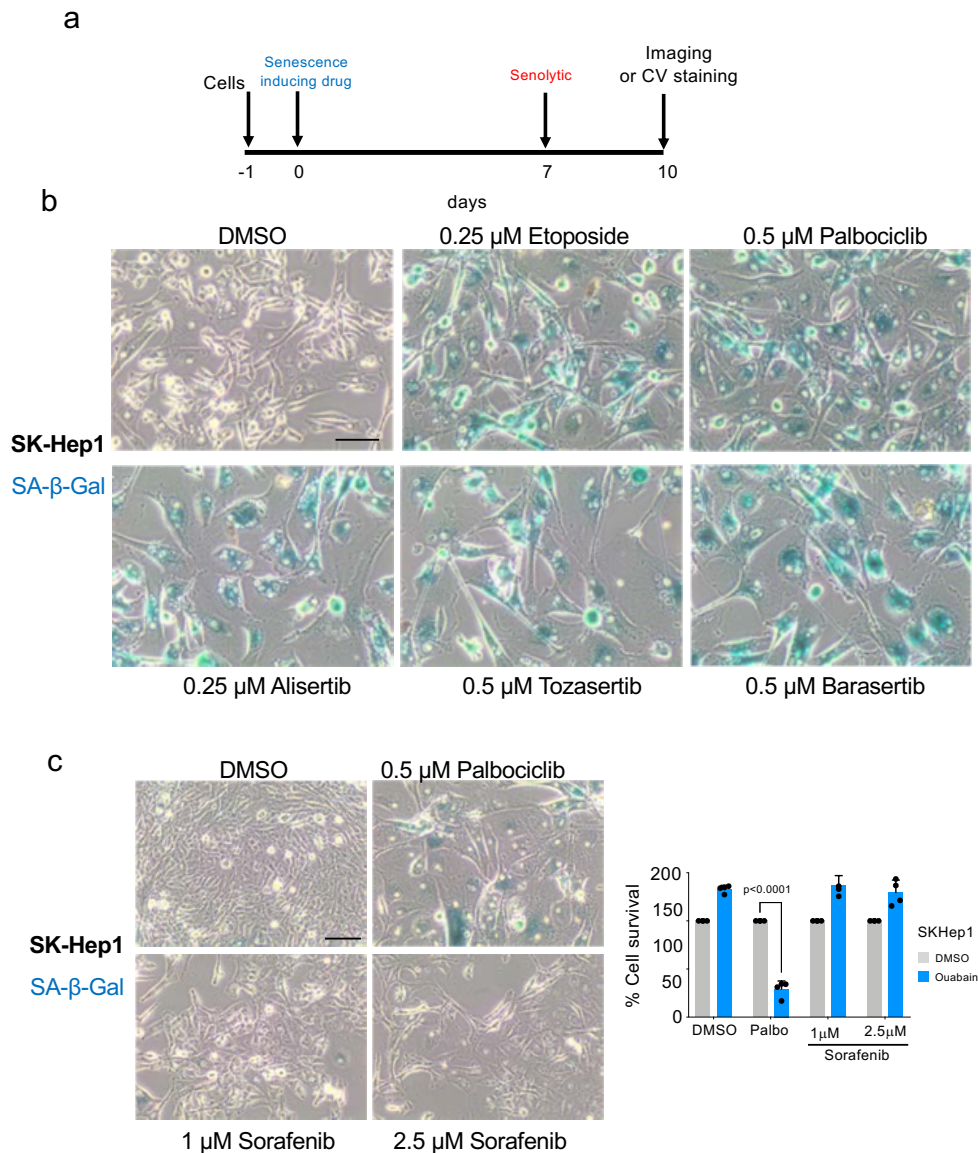 a
Cells
Senescence
inducing drug
Senolytic
Imaging
or CV staining
-1
0
7
10
days
b
DMSO
0.25 µM Etoposide
0.5 µM Palbociclib
SK-Hep1
SA-β-Gal
0.25 µM Alisertib
0.5 µM Tozasertib
0.5 µM Barasertib
c
DMSO
0.5 µM Palbociclib
SK-Hep1
SA-β-Gal
1 µM Sorafenib
2.5 µM Sorafenib
% Cell survival
200
150
100
50
0
p<0.0001
DMSO
Palbo
1µM
2.5µM
Sorafenib
SKHep1
DMSO
Ouabain